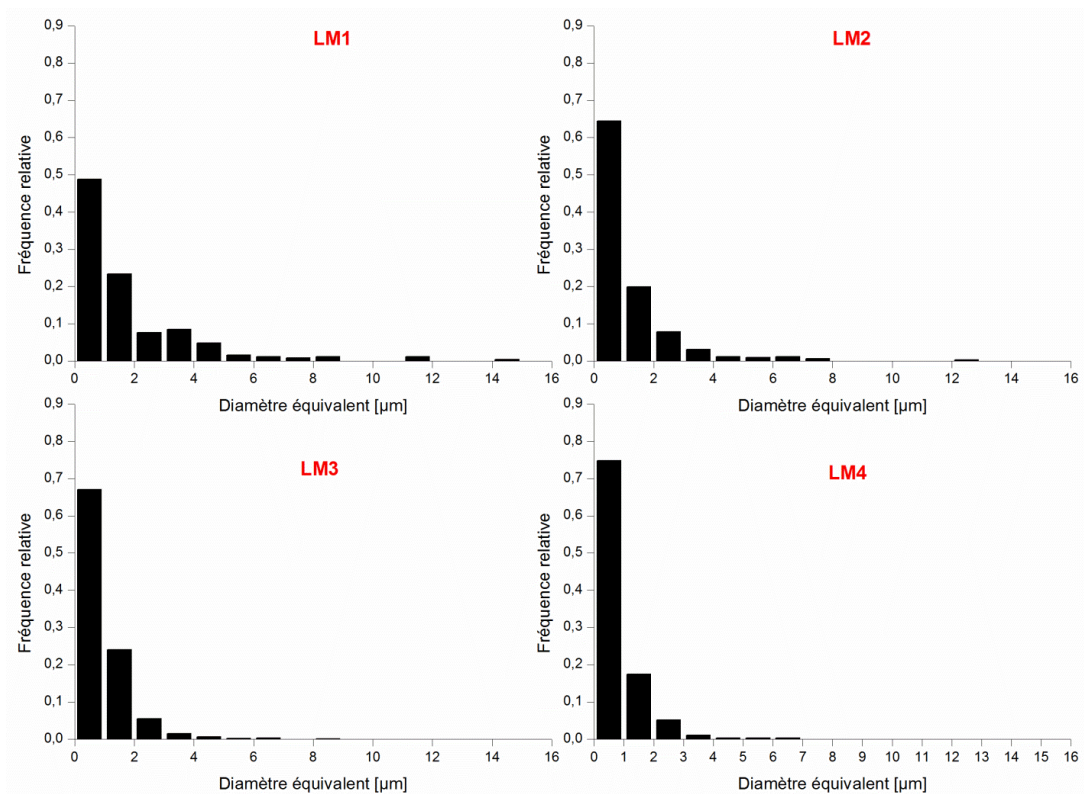 LM1
Fréquence relative
0,9
0,8
0,7
0,6
0,5
0,4
0,3
0,2
0,1
0,0
0 2 4 6 8 10 12 14 16
Diamètre équivalent [µm]
LM2
Fréquence relative
0,9
0,8
0,7
0,6
0,5
0,4
0,3
0,2
0,1
0,0
0 2 4 6 8 10 12 14 16
Diamètre équivalent [µm]
LM3
Fréquence relative
0,9
0,8
0,7
0,6
0,5
0,4
0,3
0,2
0,1
0,0
0 2 4 6 8 10 12 14 16
Diamètre équivalent [µm]
LM4
Fréquence relative
0,9
0,8
0,7
0,6
0,5
0,4
0,3
0,2
0,1
0,0
0 1 2 3 4 5 6 7 8 9 10 11 12 13 14 15 16
Diamètre équivalent [µm]